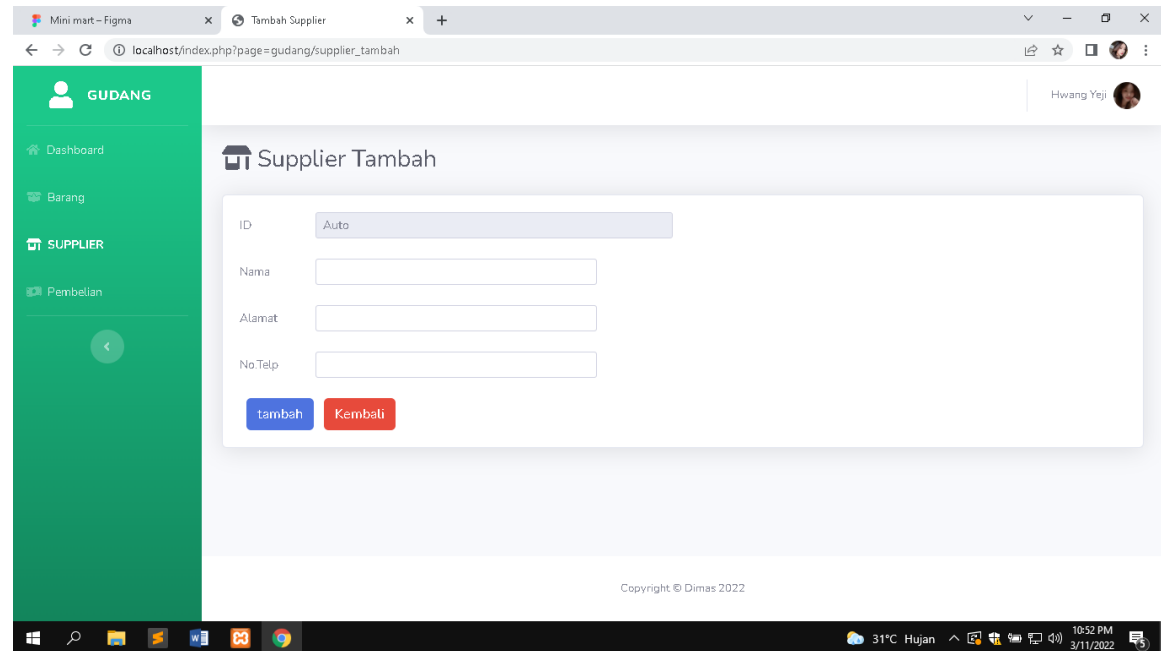 Mini mart – Figma
Tambah Supplier
localhost/index.php?page=gudang/supplier_tambah
GUDANG
Hwang Yeji
Dashboard
Supplier Tambah
Barang
ID
Auto
SUPPLIER
Nama
Pembelian
Alamat
No.Telp
tambah
Kembali
Copyright © Dimas 2022
31°C Hujan
10:52 PM
3/11/2022
5